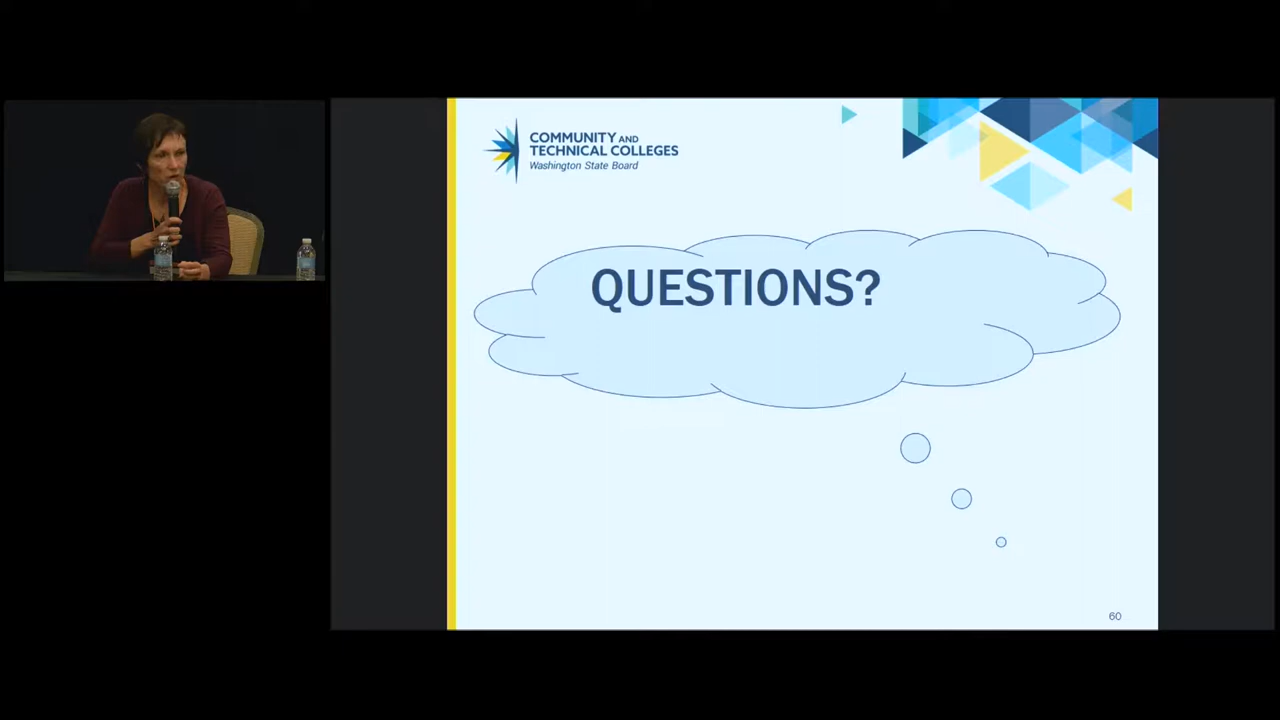 COMMUNITY AND
TECHNICAL COLLEGES
Washington State Board
QUESTIONS?
60